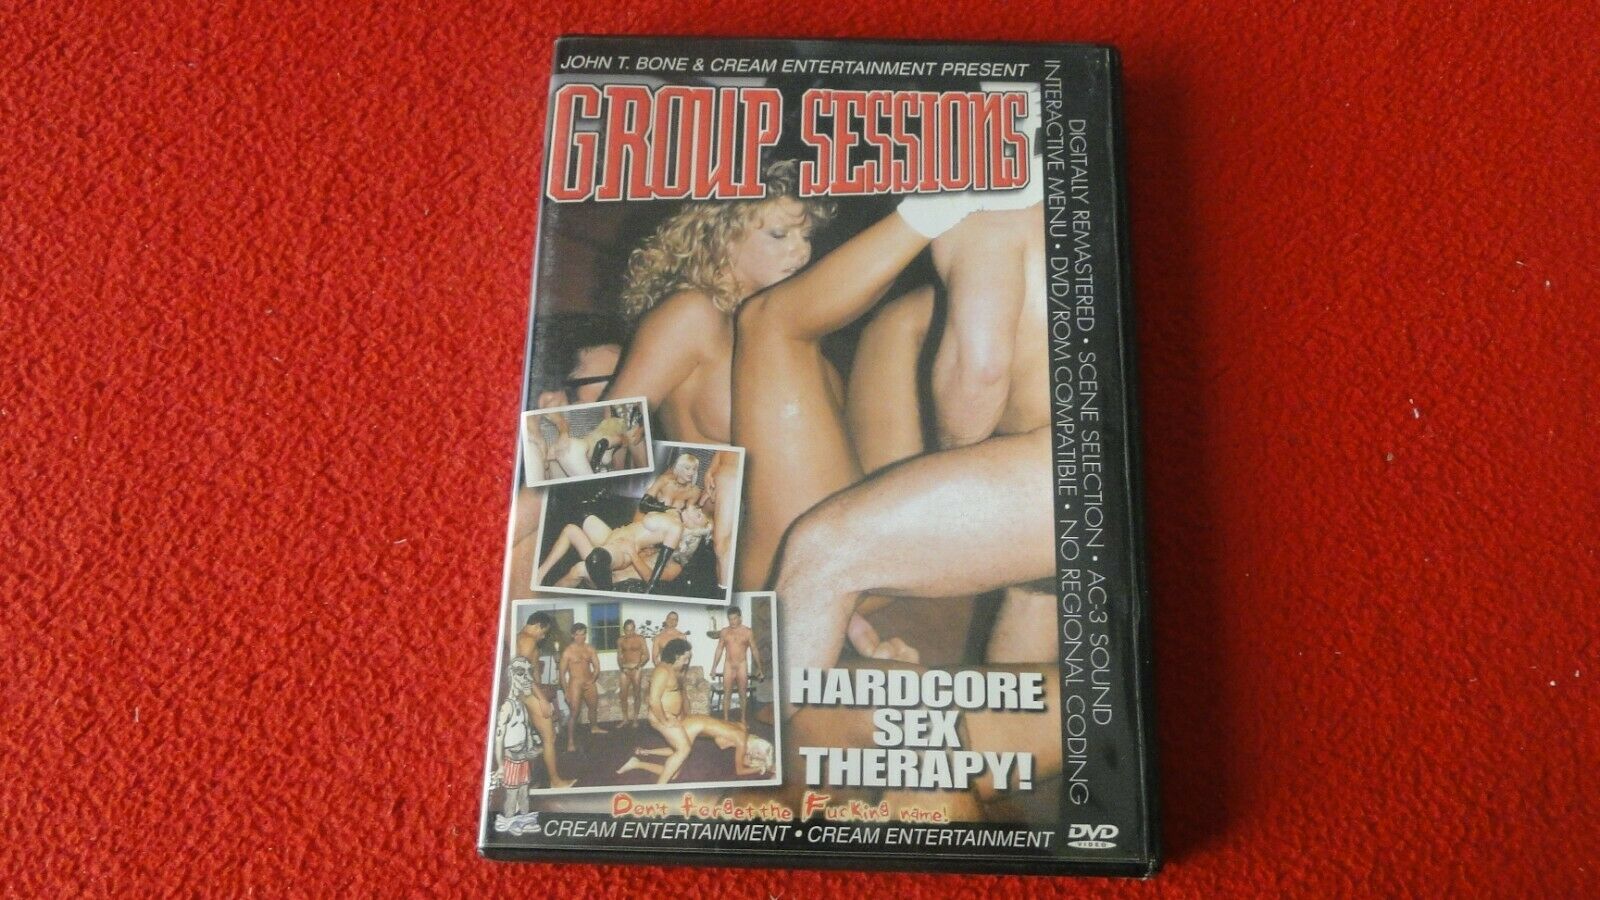 JOHN T. BONE & CREAM ENTERTAINMENT PRESENT
GROUP SESSIONS
DIGITALLY REMASTERED • SCENE SELECTION • AC-3 SOUND
INTERACTIVE MENU • DVD/ROM COMPATIBLE • NO REGIONAL CODING
HARDCORE
SEX
THERAPY!
Don't forget the Fucking name!
CREAM ENTERTAINMENT • CREAM ENTERTAINMENT
DVD
VIDEO